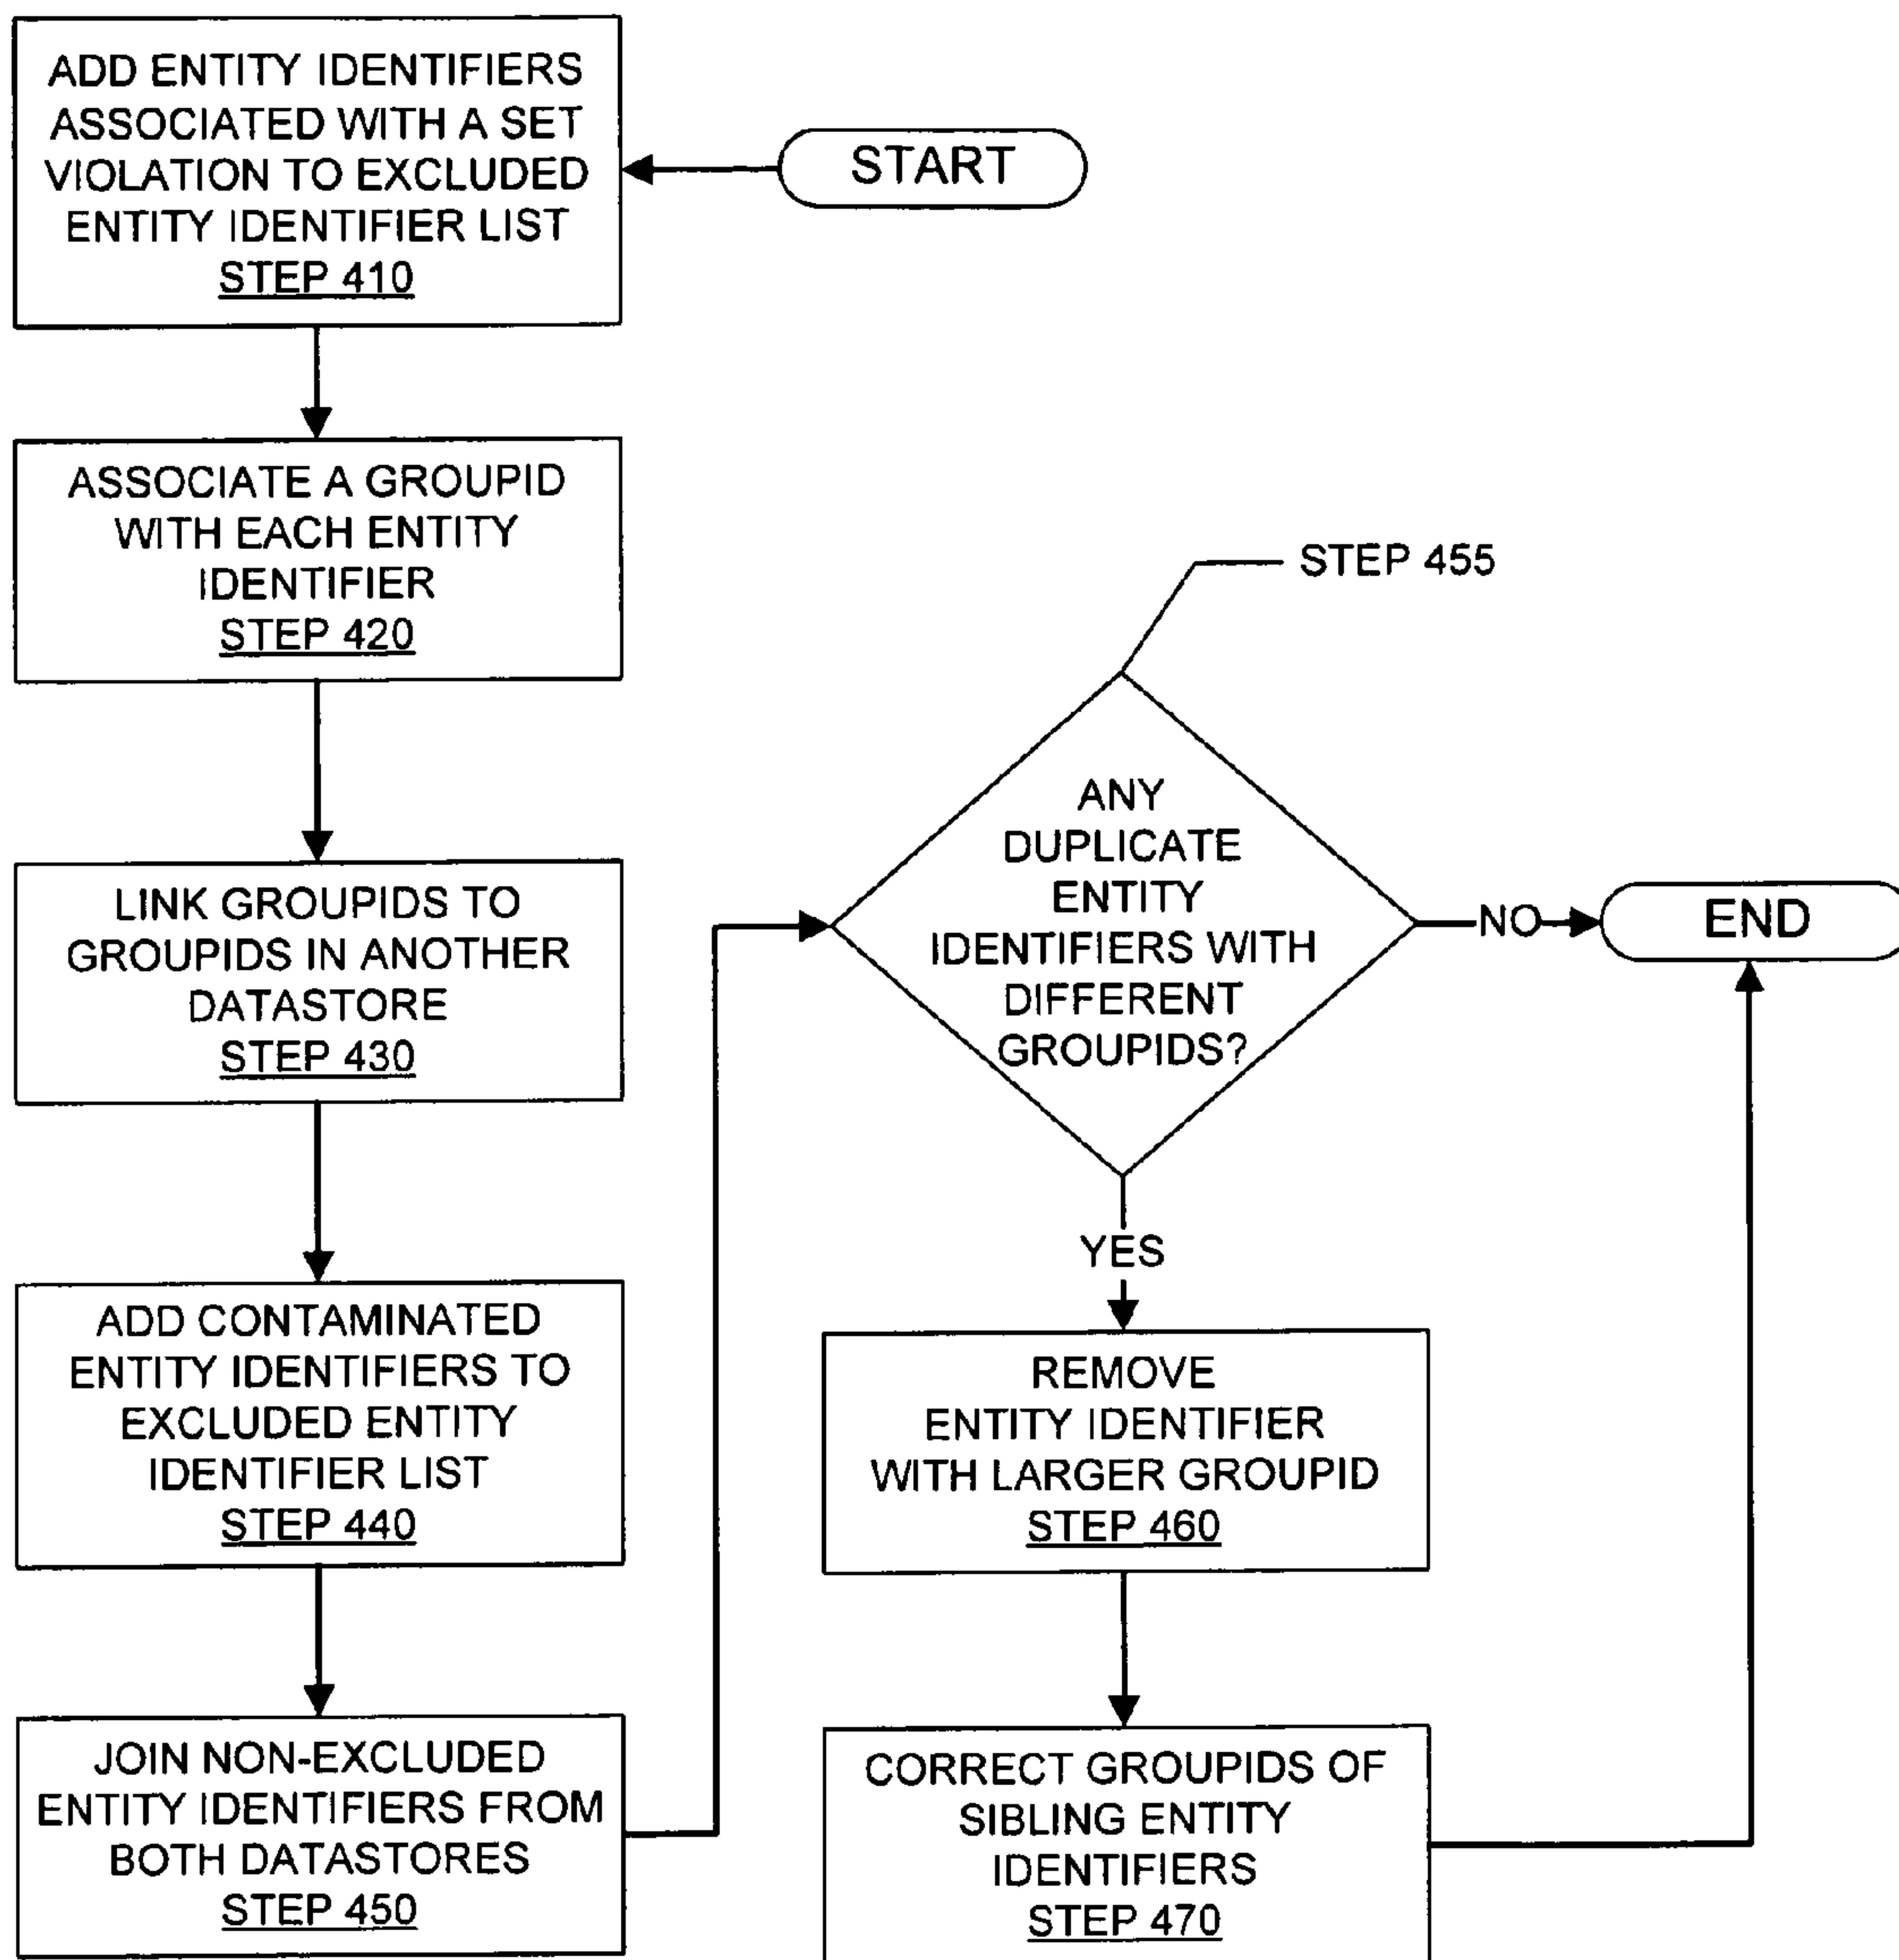 START
ADD ENTITY IDENTIFIERS
ASSOCIATED WITH A SET
VIOLATION TO EXCLUDED
ENTITY IDENTIFIER LIST
STEP 410
ASSOCIATE A GROUPID
WITH EACH ENTITY
IDENTIFIER
STEP 420
LINK GROUPIDS TO
GROUPIDS IN ANOTHER
DATASTORE
STEP 430
ADD CONTAMINATED
ENTITY IDENTIFIERS TO
EXCLUDED ENTITY
IDENTIFIER LIST
STEP 440
JOIN NON-EXCLUDED
ENTITY IDENTIFIERS FROM
BOTH DATASTORES
STEP 450
STEP 455
ANY
DUPLICATE
ENTITY
IDENTIFIERS WITH
DIFFERENT
GROUPIDS?
NO
END
YES
REMOVE
ENTITY IDENTIFIER
WITH LARGER GROUPID
STEP 460
CORRECT GROUPIDS OF
SIBLING ENTITY
IDENTIFIERS
STEP 470